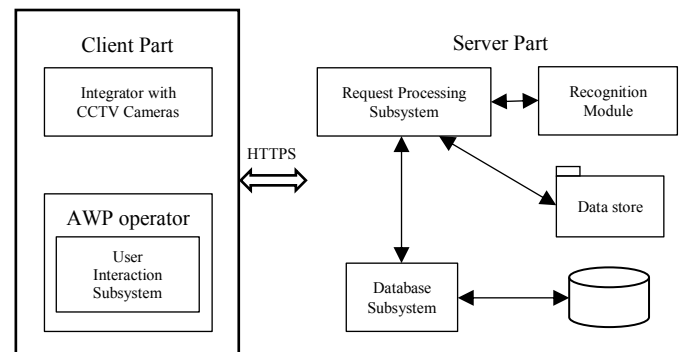 Client Part
Integrator with
CCTV Cameras
AWP operator
User
Interaction
Subsystem
HTTPS
Server Part
Request Processing
Subsystem
Recognition
Module
Data store
Database
Subsystem